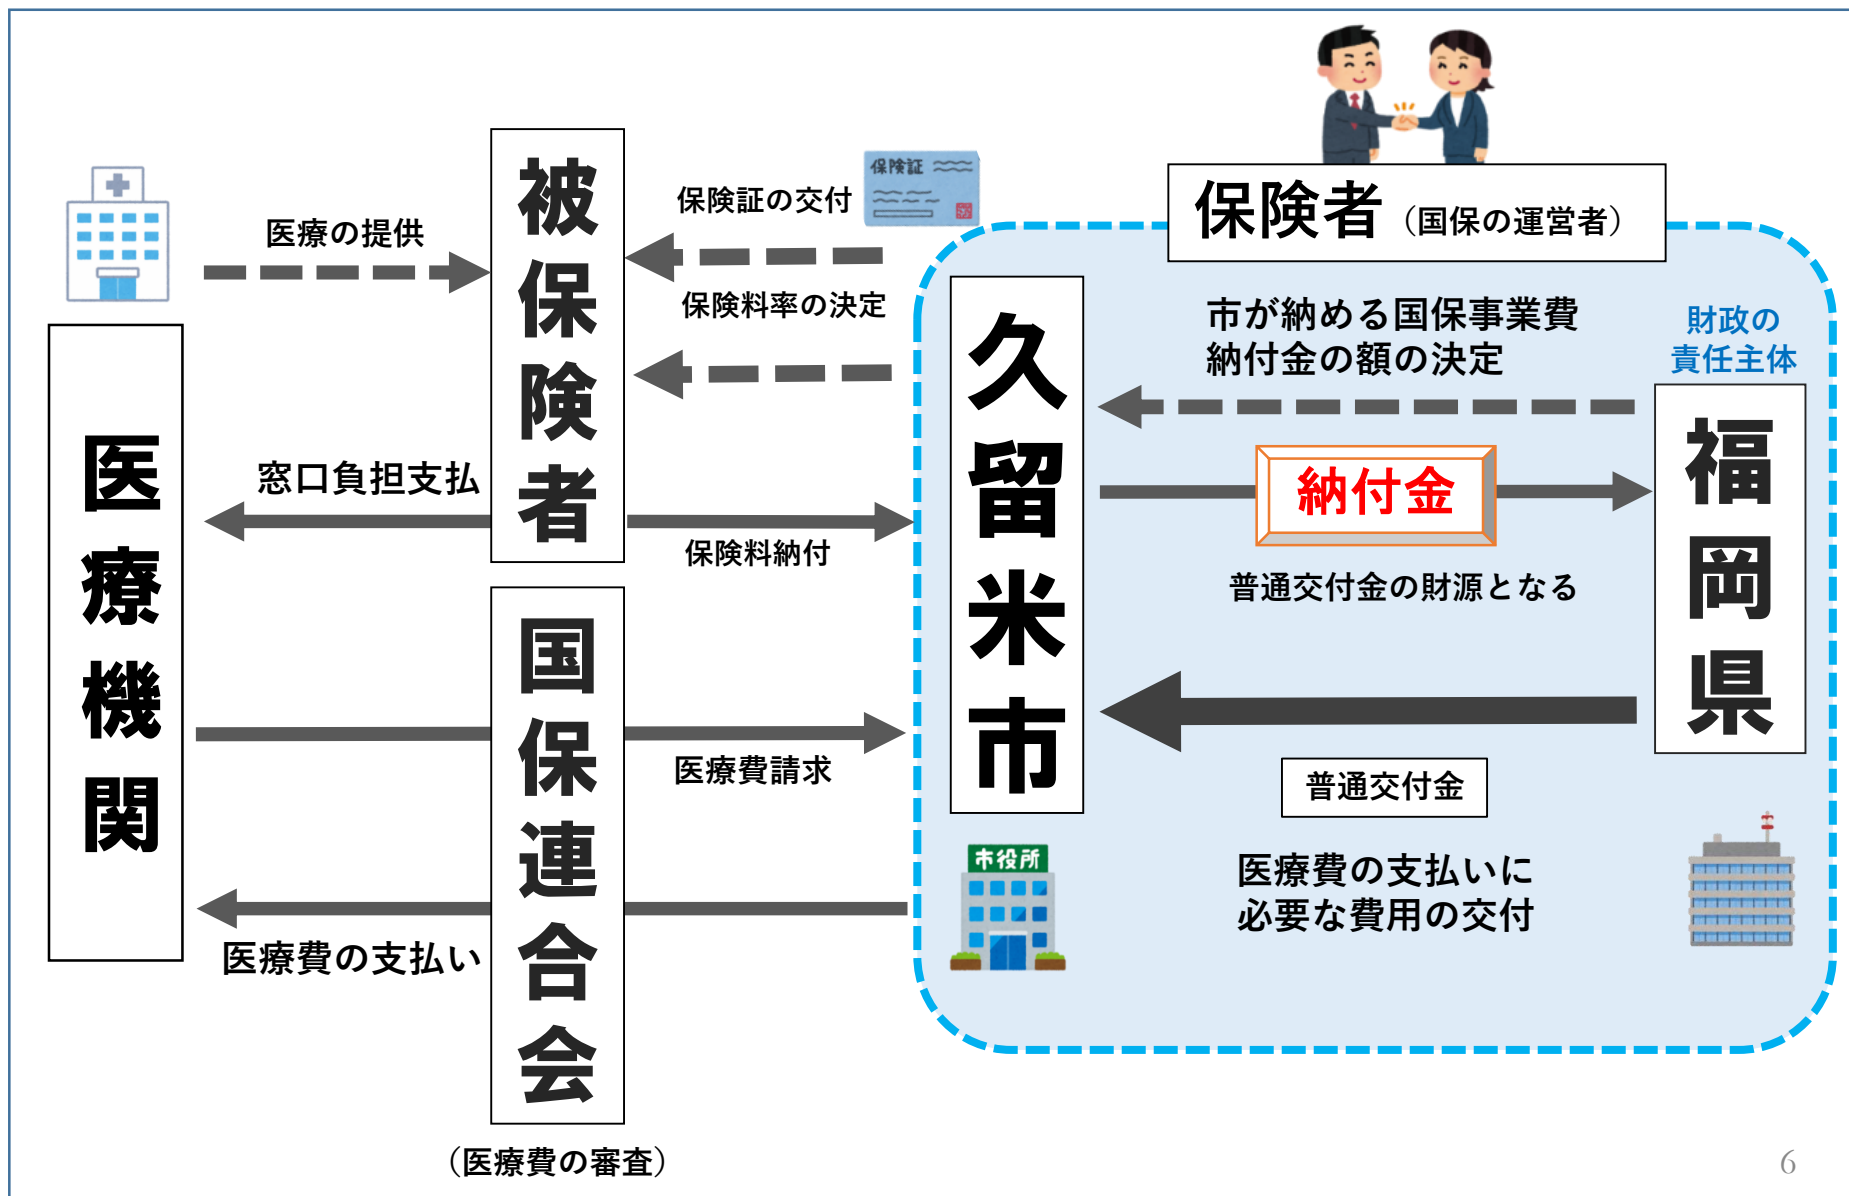 保険者（国保の運営者）
医療機関
医療の提供
窓口負担支払
医療費の支払い
被保険者
国保連合会
（医療費の審査）
保険証
保険証の交付
保険料率の決定
保険料納付
医療費請求
久留米市
市役所
市が納める国保事業費
納付金の額の決定
納付金
普通交付金の財源となる
普通交付金
医療費の支払いに
必要な費用の交付
財政の
責任主体
福岡県
6